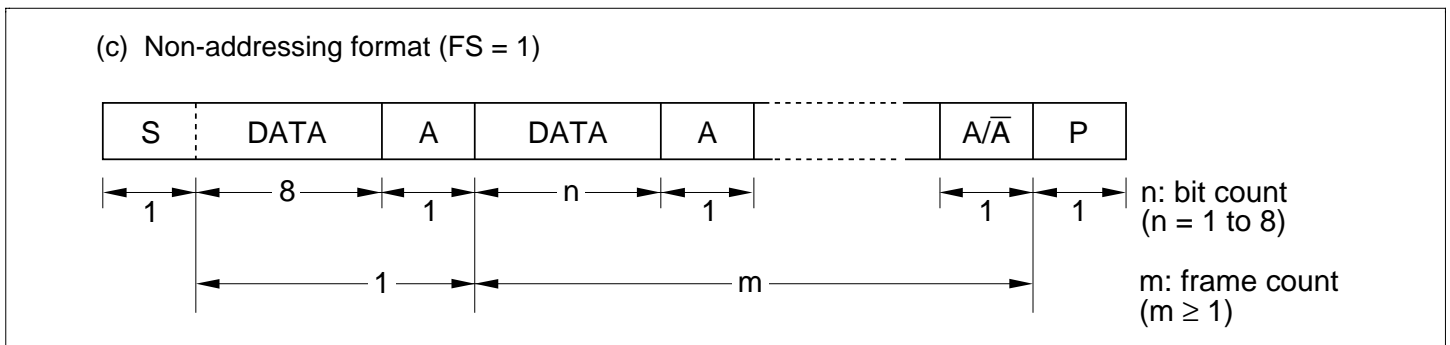 (c) Non-addressing format (FS = 1)
S DATA A DATA A A/A̅ P
1 8 1 n 1 1 1
n: bit count
(n = 1 to 8)
1 m
m: frame count
(m ≥ 1)